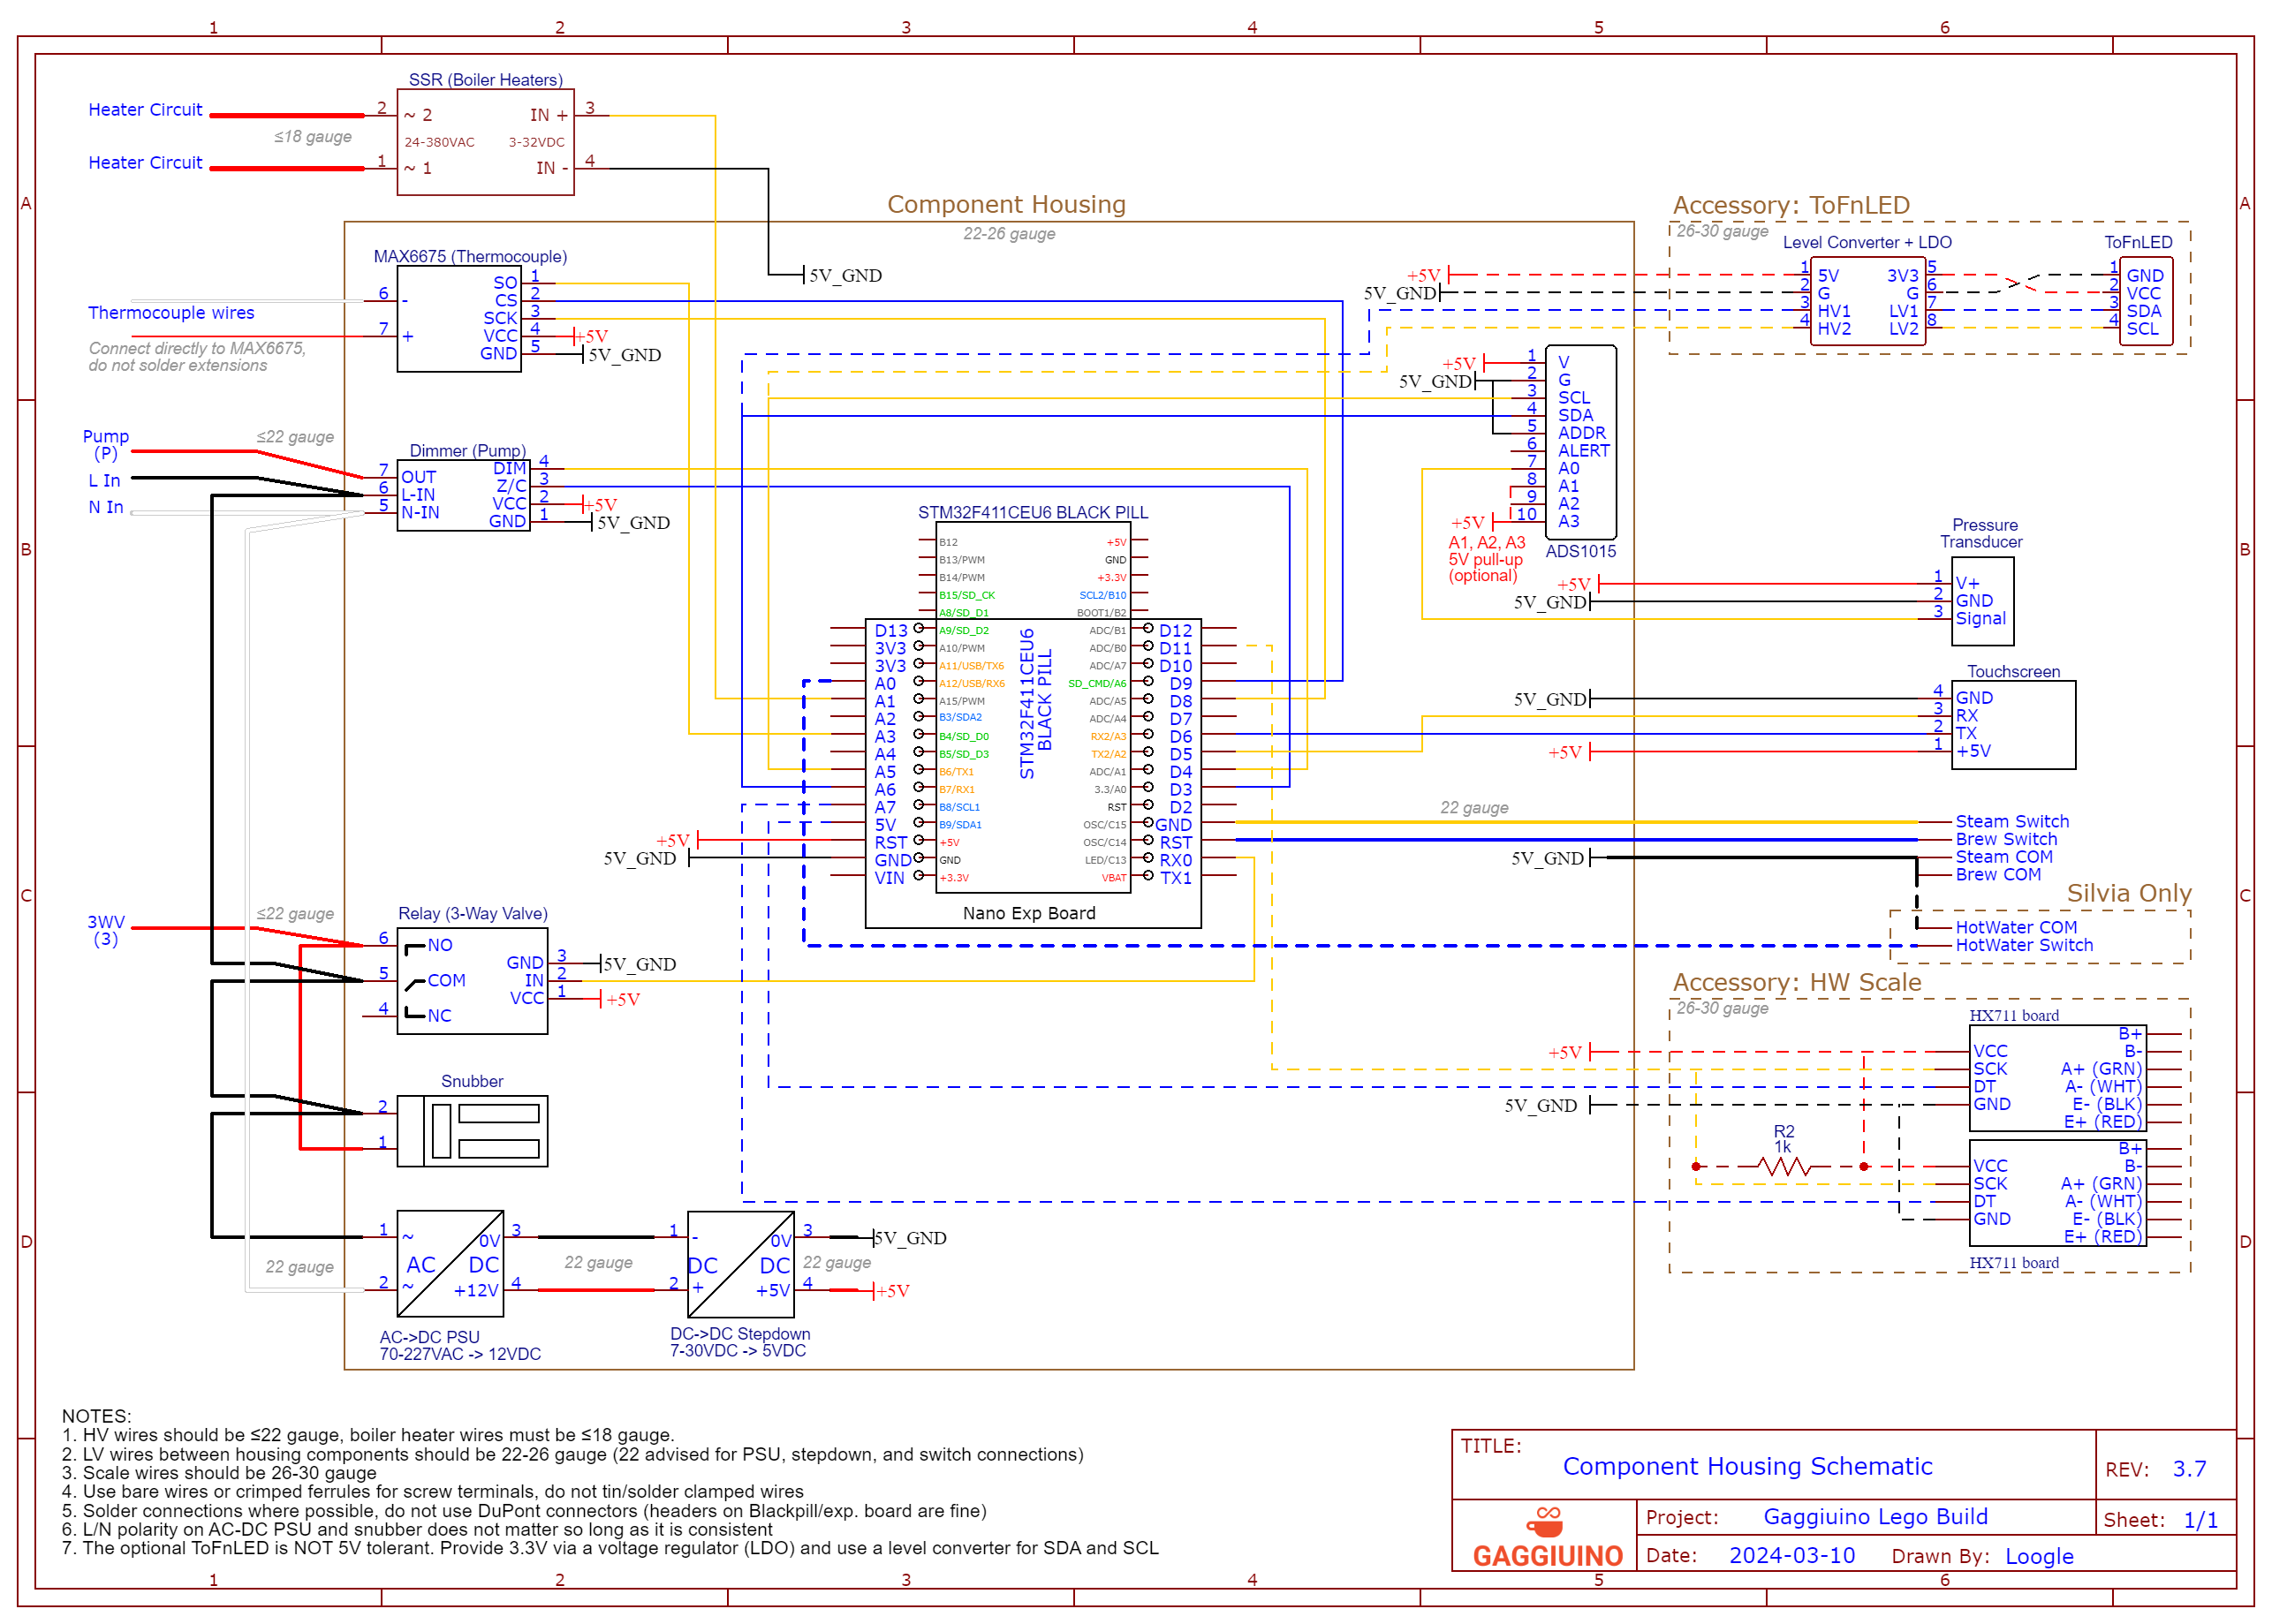 1 2 3 4 5 6
SSR (Boiler Heaters)
Heater Circuit
2 ~ 2 IN + 3
≤18 gauge
24-380VAC 3-32VDC
Heater Circuit
1 ~ 1 IN - 4
A
A
Component Housing
22-26 gauge
5V_GND
Accessory: ToFnLED
26-30 gauge
Level Converter + LDO
ToFnLED
+5V
5V_GND
1 5V 3V3 5
2 G G 6
3 HV1 LV1 7
4 HV2 LV2 8
1 GND
2 VCC
3 SDA
4 SCL
MAX6675 (Thermocouple)
SO 1
6 - CS 2
SCK 3
7 + VCC 4 +5V
GND 5 5V_GND
Thermocouple wires
Connect directly to MAX6675,
do not solder extensions
+5V 1 V
5V_GND 2 G
3 SCL
4 SDA
5 ADDR
6 ALERT
7 A0
8 A1
9 A2
+5V 10 A3
A1, A2, A3
5V pull-up
(optional)
ADS1015
Pump
(P)
≤22 gauge
L In
N In
Dimmer (Pump)
7 OUT DIM 4
6 L-IN Z/C 3
5 N-IN VCC 2 +5V
GND 1 5V_GND
B
B
STM32F411CEU6 BLACK PILL
B12 +5V
B13/PWM GND
B14/PWM +3.3V
B15/SD_CK SCL2/B10
A8/SD_D1 BOOT1/B2
D13 A9/SD_D2 ADC/B1 D12
3V3 A10/PWM ADC/B0 D11
3V3 A11/USB/TX6 ADC/A7 D10
A0 A12/USB/RX6 SD_CMD/A6 D9
A1 A15/PWM ADC/A5 D8
A2 B3/SDA2 ADC/A4 D7
A3 B4/SD_D0 RX2/A3 D6
A4 B5/SD_D3 TX2/A2 D5
A5 B6/TX1 ADC/A1 D4
A6 B7/RX1 3.3/A0 D3
A7 B8/SCL1 RST D2
5V B9/SDA1 OSC/C15 GND
+5V RST +5V OSC/C14 RST
5V_GND GND GND LED/C13 RX0
VIN +3.3V VBAT TX1
STM32F411CEU6
BLACK PILL
Nano Exp Board
Pressure
Transducer
+5V 1 V+
5V_GND 2 GND
3 Signal
Touchscreen
5V_GND 4 GND
3 RX
2 TX
+5V 1 +5V
22 gauge
Steam Switch
Brew Switch
5V_GND Steam COM
Brew COM
C
C
Silvia Only
HotWater COM
HotWater Switch
3WV
(3)
≤22 gauge
Relay (3-Way Valve)
6 NO
GND 3 5V_GND
5 COM IN 2
VCC 1 +5V
4 NC
Accessory: HW Scale
26-30 gauge
HX711 board
B+
+5V VCC B-
SCK A+ (GRN)
DT A- (WHT)
5V_GND GND E- (BLK)
E+ (RED)
R2
1k
B+
VCC B-
SCK A+ (GRN)
DT A- (WHT)
GND E- (BLK)
E+ (RED)
HX711 board
Snubber
2
1
D
D
1 ~ 0V 3
AC DC
2 ~ +12V 4
22 gauge
22 gauge
1 - 0V 3 5V_GND
DC DC
2 + +5V 4 +5V
22 gauge
AC->DC PSU
70-227VAC -> 12VDC
DC->DC Stepdown
7-30VDC -> 5VDC
NOTES:
1. HV wires should be ≤22 gauge, boiler heater wires must be ≤18 gauge.
2. LV wires between housing components should be 22-26 gauge (22 advised for PSU, stepdown, and switch connections)
3. Scale wires should be 26-30 gauge
4. Use bare wires or crimped ferrules for screw terminals, do not tin/solder clamped wires
5. Solder connections where possible, do not use DuPont connectors (headers on Blackpill/exp. board are fine)
6. L/N polarity on AC-DC PSU and snubber does not matter so long as it is consistent
7. The optional ToFnLED is NOT 5V tolerant. Provide 3.3V via a voltage regulator (LDO) and use a level converter for SDA and SCL
TITLE:
Component Housing Schematic
REV: 3.7
GAGGIUINO
Project: Gaggiuino Lego Build
Sheet: 1/1
Date: 2024-03-10 Drawn By: Loogle
1 2 3 4 5 6